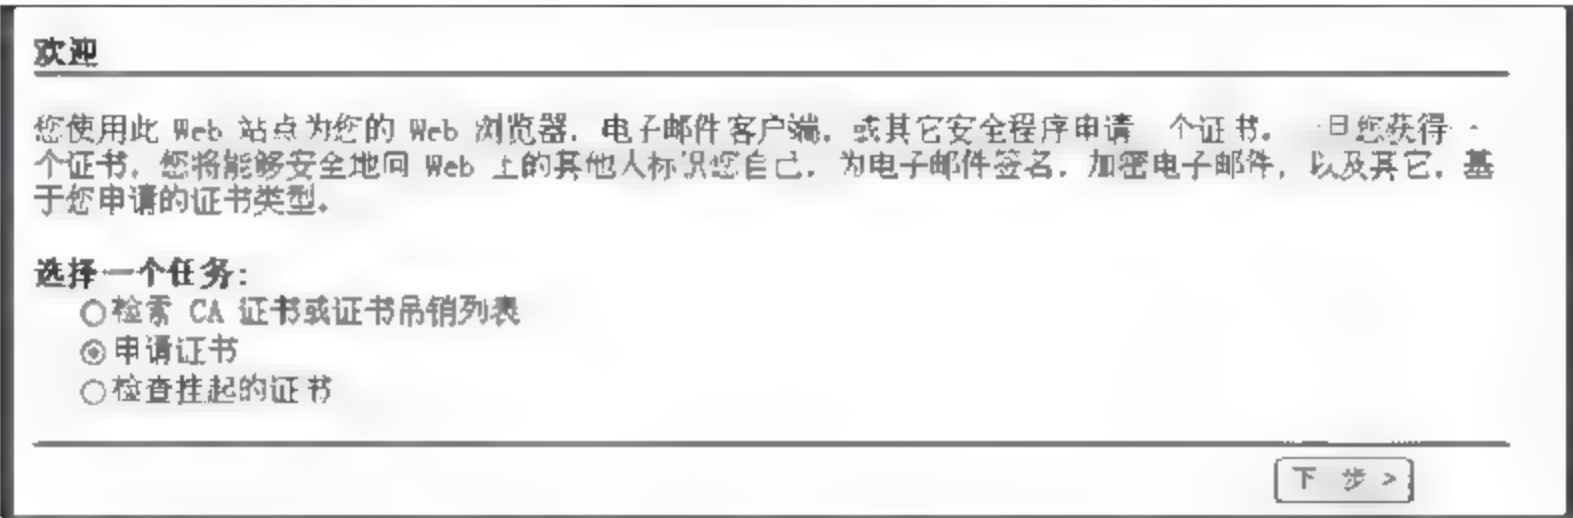 欢迎
您使用此 Web 站点为您的 Web 浏览器，电子邮件客户端，或其它安全程序申请一个证书。一旦您获得一
个证书，您将能够安全地向 Web 上的其他人标识您自己，为电子邮件签名，加密电子邮件，以及其它，基
于您申请的证书类型。
选择一个任务:
检索 CA 证书或证书吊销列表
申请证书
检查挂起的证书
下一步 >